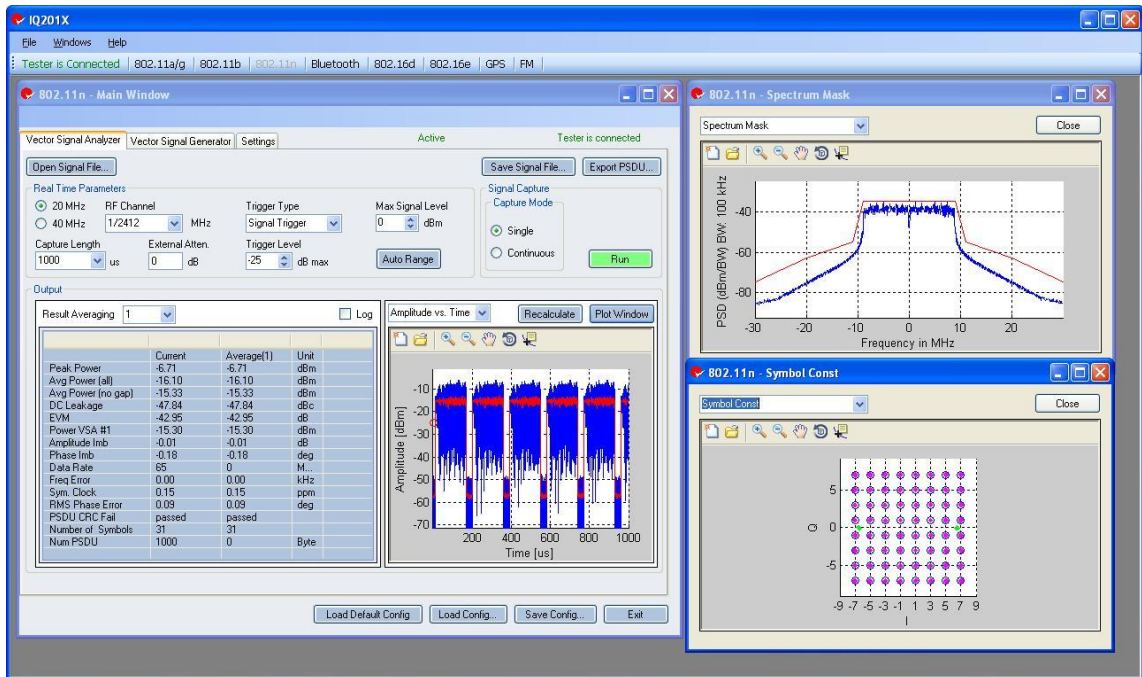 IQ201X
File Windows Help
Tester is Connected 802.11a/g 802.11b 802.11n Bluetooth 802.16d 802.16e GPS FM
802.11n - Main Window
Vector Signal Analyzer Vector Signal Generator Settings Active Tester is connected
Open Signal File... Save Signal File... Export PSDU...
Real Time Parameters Signal Capture
20 MHz RF Channel Trigger Type Max Signal Level Capture Mode
40 MHz 1/2412 MHz Signal Trigger 0 dBm Single
Capture Length External Atten. Trigger Level Continuous
1000 us 0 dB -25 dB max Auto Range Run
Output
Result Averaging 1 Log
Current Average(1) Unit
Peak Power -6.71 -6.71 dBm
Avg Power (all) -16.10 -16.10 dBm
Avg Power (no gap) -15.33 -15.33 dBm
DC Leakage -47.84 -47.84 dBc
EVM -42.95 -42.95 dB
Power VSA #1 -15.30 -15.30 dBm
Amplitude Imb -0.01 -0.01 dB
Phase Imb -0.18 -0.18 deg
Data Rate 65 0 M...
Freq Error 0.00 0.00 kHz
Sym. Clock 0.15 0.15 ppm
RMS Phase Error 0.09 0.09 deg
PSDU CRC Fail passed passed
Number of Symbols 31 31
Num PSDU 1000 0 Byte
Amplitude vs. Time Recalculate Plot Window
Amplitude [dBm]
-10
-20
-30
-40
-50
-60
-70
200 400 600 800 1000
Time [us]
Load Default Config Load Config... Save Config... Exit
802.11n - Spectrum Mask
Spectrum Mask Close
PSD (dBm/BW) BW: 100 kHz
-40
-60
-80
-30 -20 -10 0 10 20
Frequency in MHz
802.11n - Symbol Const
Symbol Const Close
Q
5
0
-5
-9 -7 -5 -3 -1 1 3 5 7 9
I